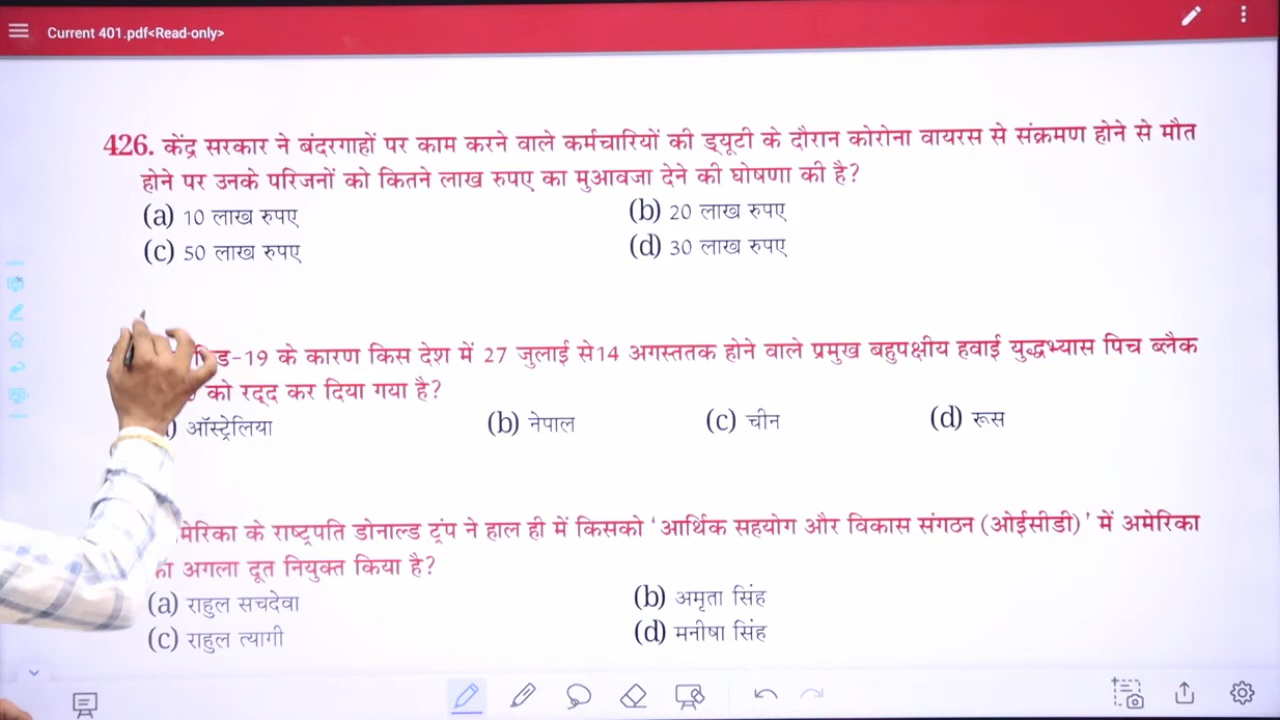 Current 401.pdf<Read-only>
426. केंद्र सरकार ने बंदरगाहों पर काम करने वाले कर्मचारियों की ड्यूटी के दौरान कोरोना वायरस से संक्रमण होने से मौत
होने पर उनके परिजनों को कितने लाख रुपए का मुआवजा देने की घोषणा की है?
(a) 10 लाख रुपए (b) 20 लाख रुपए
(c) 50 लाख रुपए (d) 30 लाख रुपए
-19 के कारण किस देश में 27 जुलाई से14 अगस्ततक होने वाले प्रमुख बहुपक्षीय हवाई युद्धभ्यास पिच ब्लैक
को रद्द कर दिया गया है?
ऑस्ट्रेलिया (b) नेपाल (c) चीन (d) रूस
के राष्ट्रपति डोनाल्ड ट्रंप ने हाल ही में किसको 'आर्थिक सहयोग और विकास संगठन (ओईसीडी)' में अमेरिका
अगला दूत नियुक्त किया है?
(a) राहुल सचदेवा (b) अमृता सिंह
(c) राहुल त्यागी (d) मनीषा सिंह